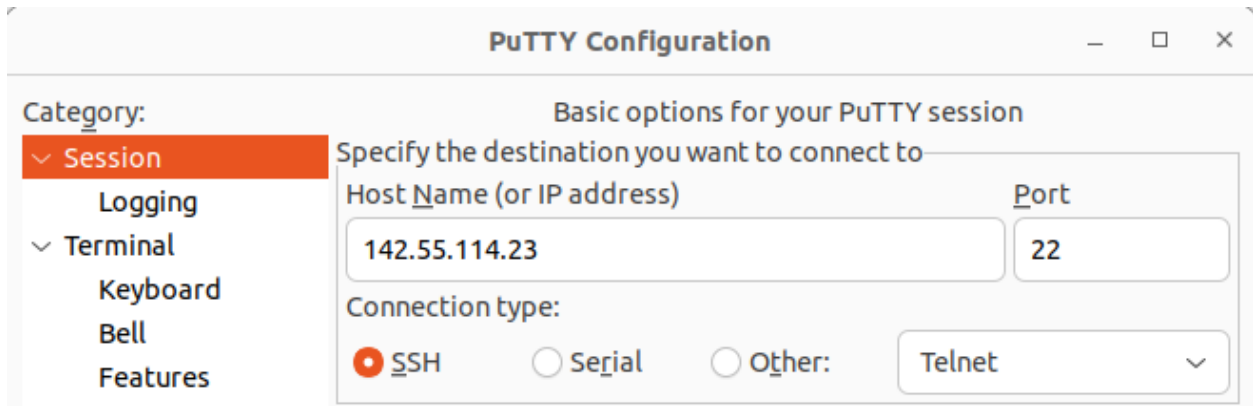 PuTTY Configuration
Category:
Session
Logging
Terminal
Keyboard
Bell
Features
Basic options for your PuTTY session
Specify the destination you want to connect to
Host Name (or IP address) Port
142.55.114.23 22
Connection type:
SSH Serial Other: Telnet